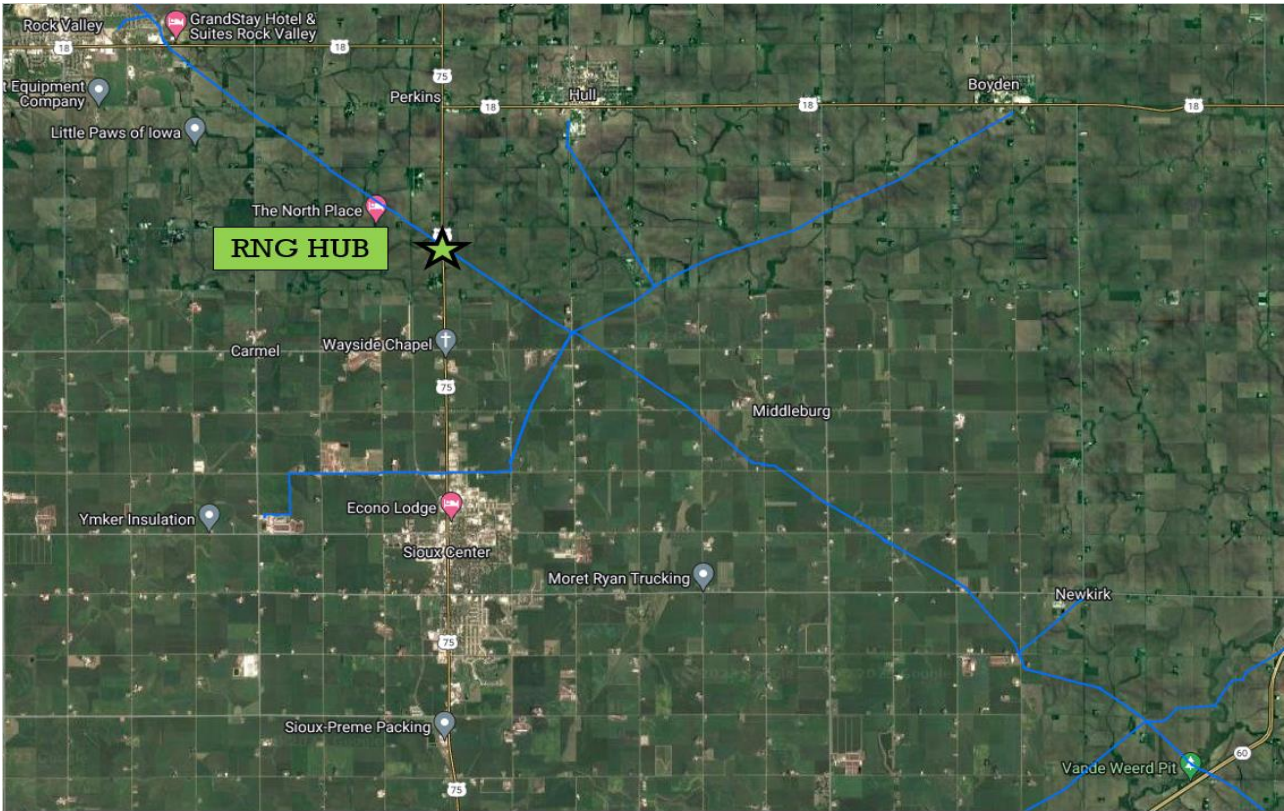 Rock Valley
GrandStay Hotel &
Suites Rock Valley
18
18
75
t Equipment
Company
Perkins
18
Hull
18
Boyden
18
Little Paws of Iowa
The North Place
RNG HUB
Carmel
Wayside Chapel
75
Middleburg
Econo Lodge
Ymker Insulation
Sioux Center
Moret Ryan Trucking
Newkirk
75
Sioux-Preme Packing
60
Vande Weerd Pit
75